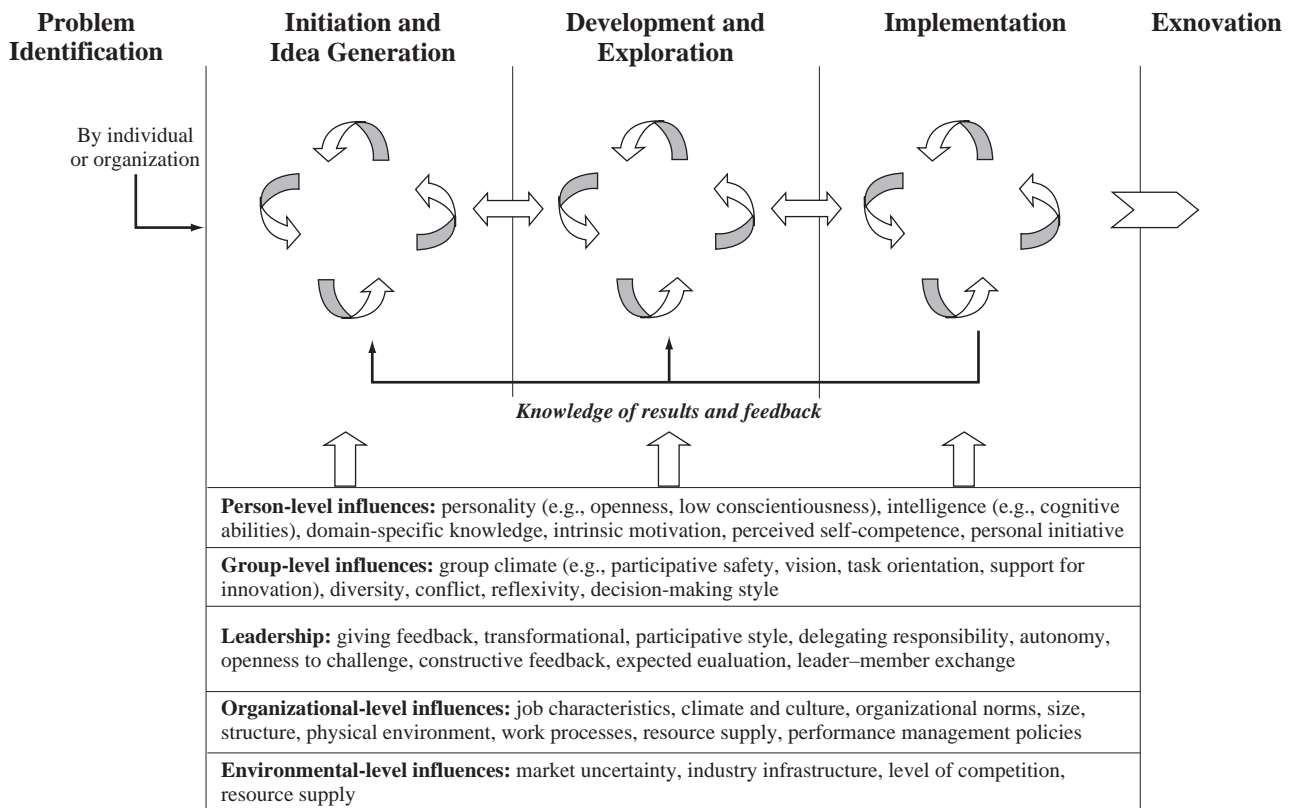 Problem
Identification
Initiation and
Idea Generation
Development and
Exploration
Implementation
Exnovation
By individual
or organization
Knowledge of results and feedback
Person-level influences: personality (e.g., openness, low conscientiousness), intelligence (e.g., cognitive
abilities), domain-specific knowledge, intrinsic motivation, perceived self-competence, personal initiative
Group-level influences: group climate (e.g., participative safety, vision, task orientation, support for
innovation), diversity, conflict, reflexivity, decision-making style
Leadership: giving feedback, transformational, participative style, delegating responsibility, autonomy,
openness to challenge, constructive feedback, expected eualuation, leader–member exchange
Organizational-level influences: job characteristics, climate and culture, organizational norms, size,
structure, physical environment, work processes, resource supply, performance management policies
Environmental-level influences: market uncertainty, industry infrastructure, level of competition,
resource supply